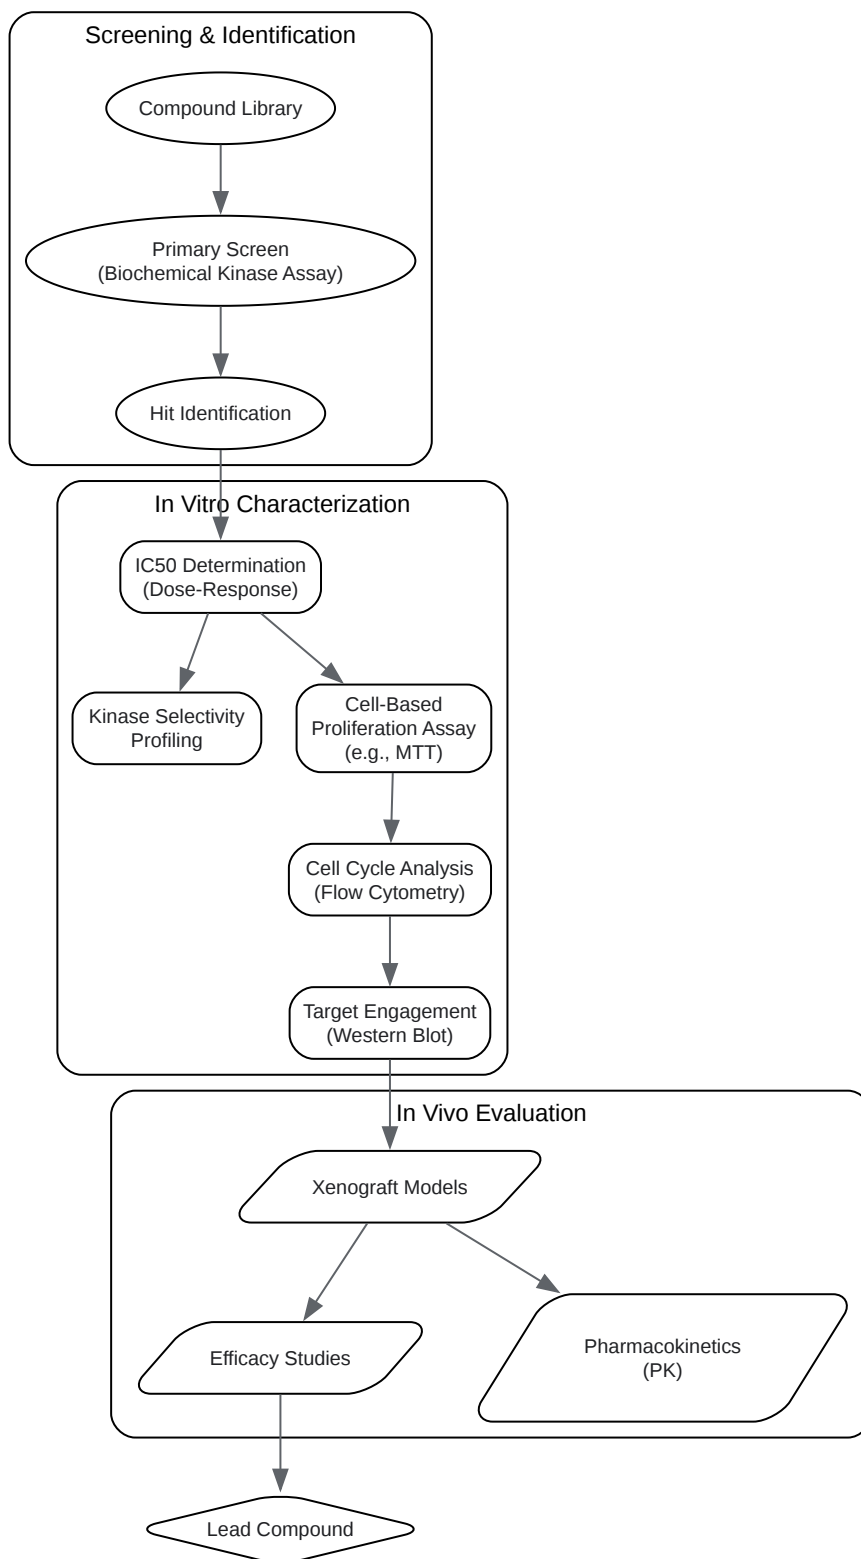 Screening & Identification
Compound Library
Primary Screen
(Biochemical Kinase Assay)
Hit Identification
In Vitro Characterization
IC50 Determination
(Dose-Response)
Kinase Selectivity
Profiling
Cell-Based
Proliferation Assay
(e.g., MTT)
Cell Cycle Analysis
(Flow Cytometry)
Target Engagement
(Western Blot)
In Vivo Evaluation
Xenograft Models
Efficacy Studies
Pharmacokinetics
(PK)
Lead Compound